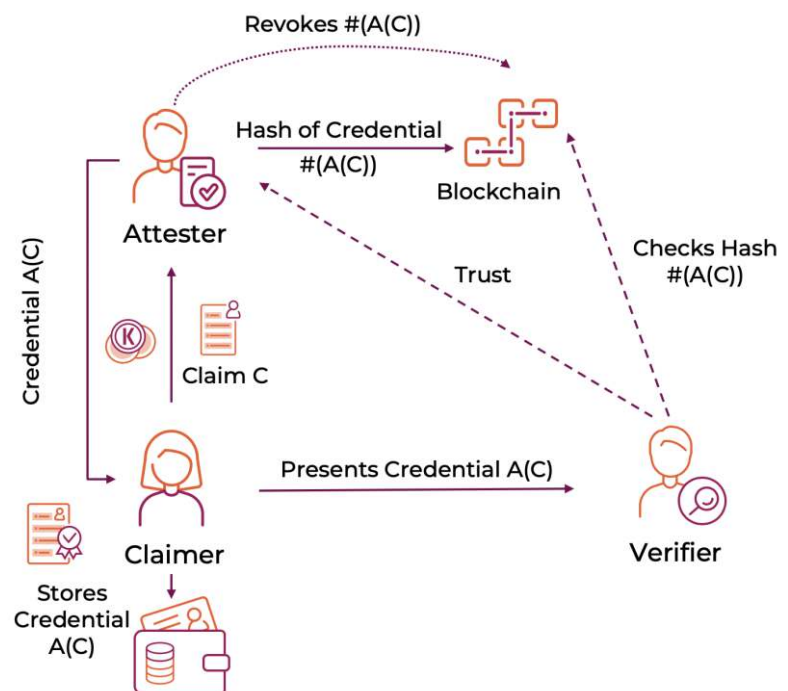 Revokes #(A(C))
Hash of Credential
#(A(C))
Blockchain
Attester
Checks Hash
#(A(C))
Trust
Credential A(C)
K
Claim C
Presents Credential A(C)
Claimer
Verifier
Stores
Credential
A(C)